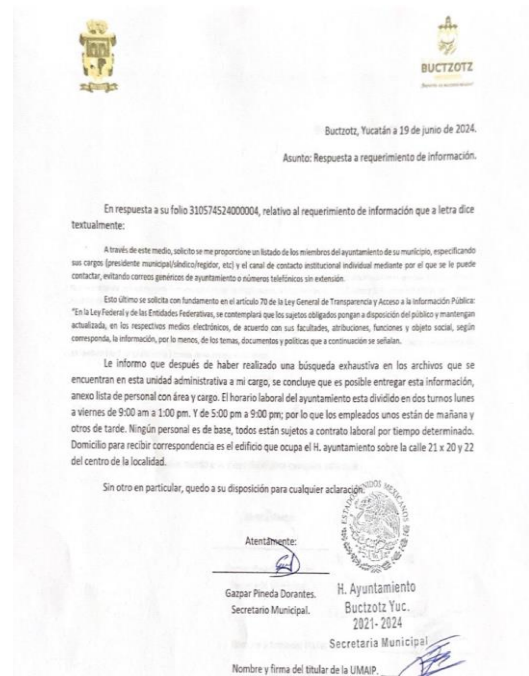 BUCTZOTZ
Buctzotz, Yucatán a 19 de junio de 2024.
Asunto: Respuesta a requerimiento de información.
En respuesta a su folio 310574524000004, relativo al requerimiento de información que a letra dice
textualmente:
A través de este medio, solicito se me proporcione un listado de los miembros del ayuntamiento de su municipio, especificando
sus cargos (presidente municipal/síndico/regidor, etc) y el canal de contacto institucional individual mediante por el que se le puede
contactar, evitando correos genéricos de ayuntamiento o números telefónicos sin extensión.
Esto último se solicita con fundamento en el artículo 70 de la Ley General de Transparencia y Acceso a la Información Pública:
"En la Ley Federal y de las Entidades Federativas, se contemplará que los sujetos obligados pongan a disposición del público y mantengan
actualizada, en los respectivos medios electrónicos, de acuerdo con sus facultades, atribuciones, funciones y objeto social, según
corresponda, la información, por lo menos, de los temas, documentos y políticas que a continuación se señalan.
Le informo que después de haber realizado una búsqueda exhaustiva en los archivos que se
encuentran en esta unidad administrativa a mi cargo, se concluye que es posible entregar esta información,
anexo lista de personal con área y cargo. El horario laboral del ayuntamiento esta dividido en dos turnos lunes
a viernes de 9:00 am a 1:00 pm. Y de 5:00 pm a 9:00 pm; por lo que los empleados unos están de mañana y
otros de tarde. Ningún personal es de base, todos están sujetos a contrato laboral por tiempo determinado.
Domicilio para recibir correspondencia es el edificio que ocupa el H. ayuntamiento sobre la calle 21 x 20 y 22
del centro de la localidad.
Sin otro en particular, quedo a su disposición para cualquier aclaración.
ESTADOS UNIDOS MEXICANOS
Atentamente:
Gazpar Pineda Dorantes.
Secretario Municipal.
H. Ayuntamiento
Buctzotz Yuc.
2021-2024
Secretaria Municipal
Nombre y firma del titular de la UMAIP.